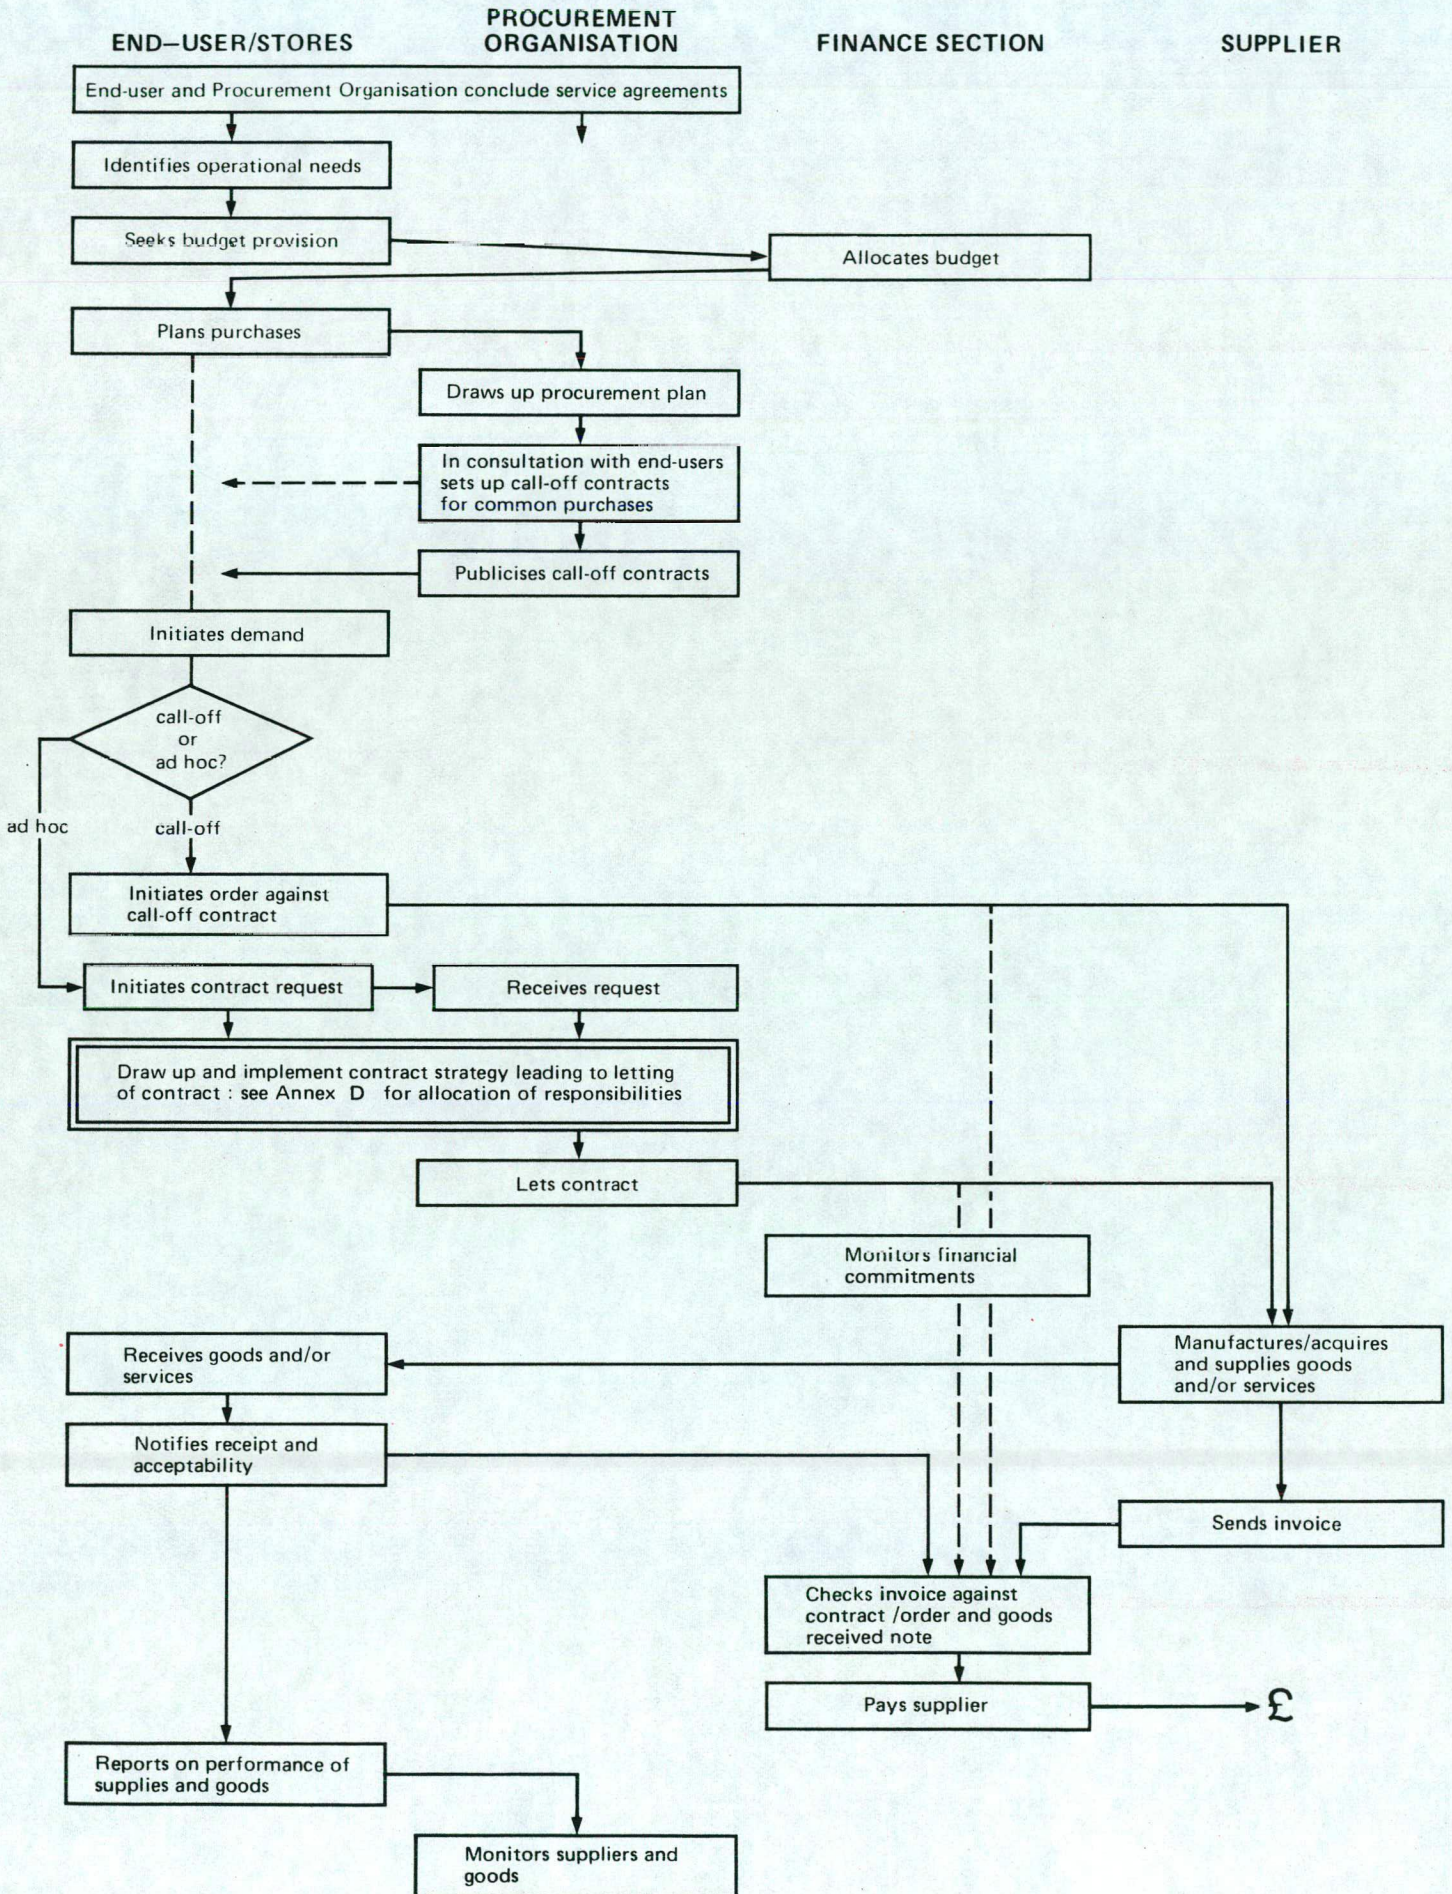 PROCUREMENT
END—USER/STORES ORGANISATION FINANCE SECTION SUPPLIER
End-user and Procurement Organisation conclude service agreements
Identifies operational needs
Seeks budget provision
Allocates budget
Plans purchases
Draws up procurement plan
In consultation with end-users
sets up call-off contracts
for common purchases
Publicises call-off contracts
Initiates demand
call-off
or
ad hoc?
ad hoc
call-off
Initiates order against
call-off contract
Initiates contract request
Receives request
Draw up and implement contract strategy leading to letting
of contract : see Annex D for allocation of responsibilities
Lets contract
Monitors financial
commitments
Manufactures/acquires
and supplies goods
and/or services
Receives goods and/or
services
Notifies receipt and
acceptability
Sends invoice
Checks invoice against
contract /order and goods
received note
Pays supplier
£
Reports on performance of
supplies and goods
Monitors suppliers and
goods